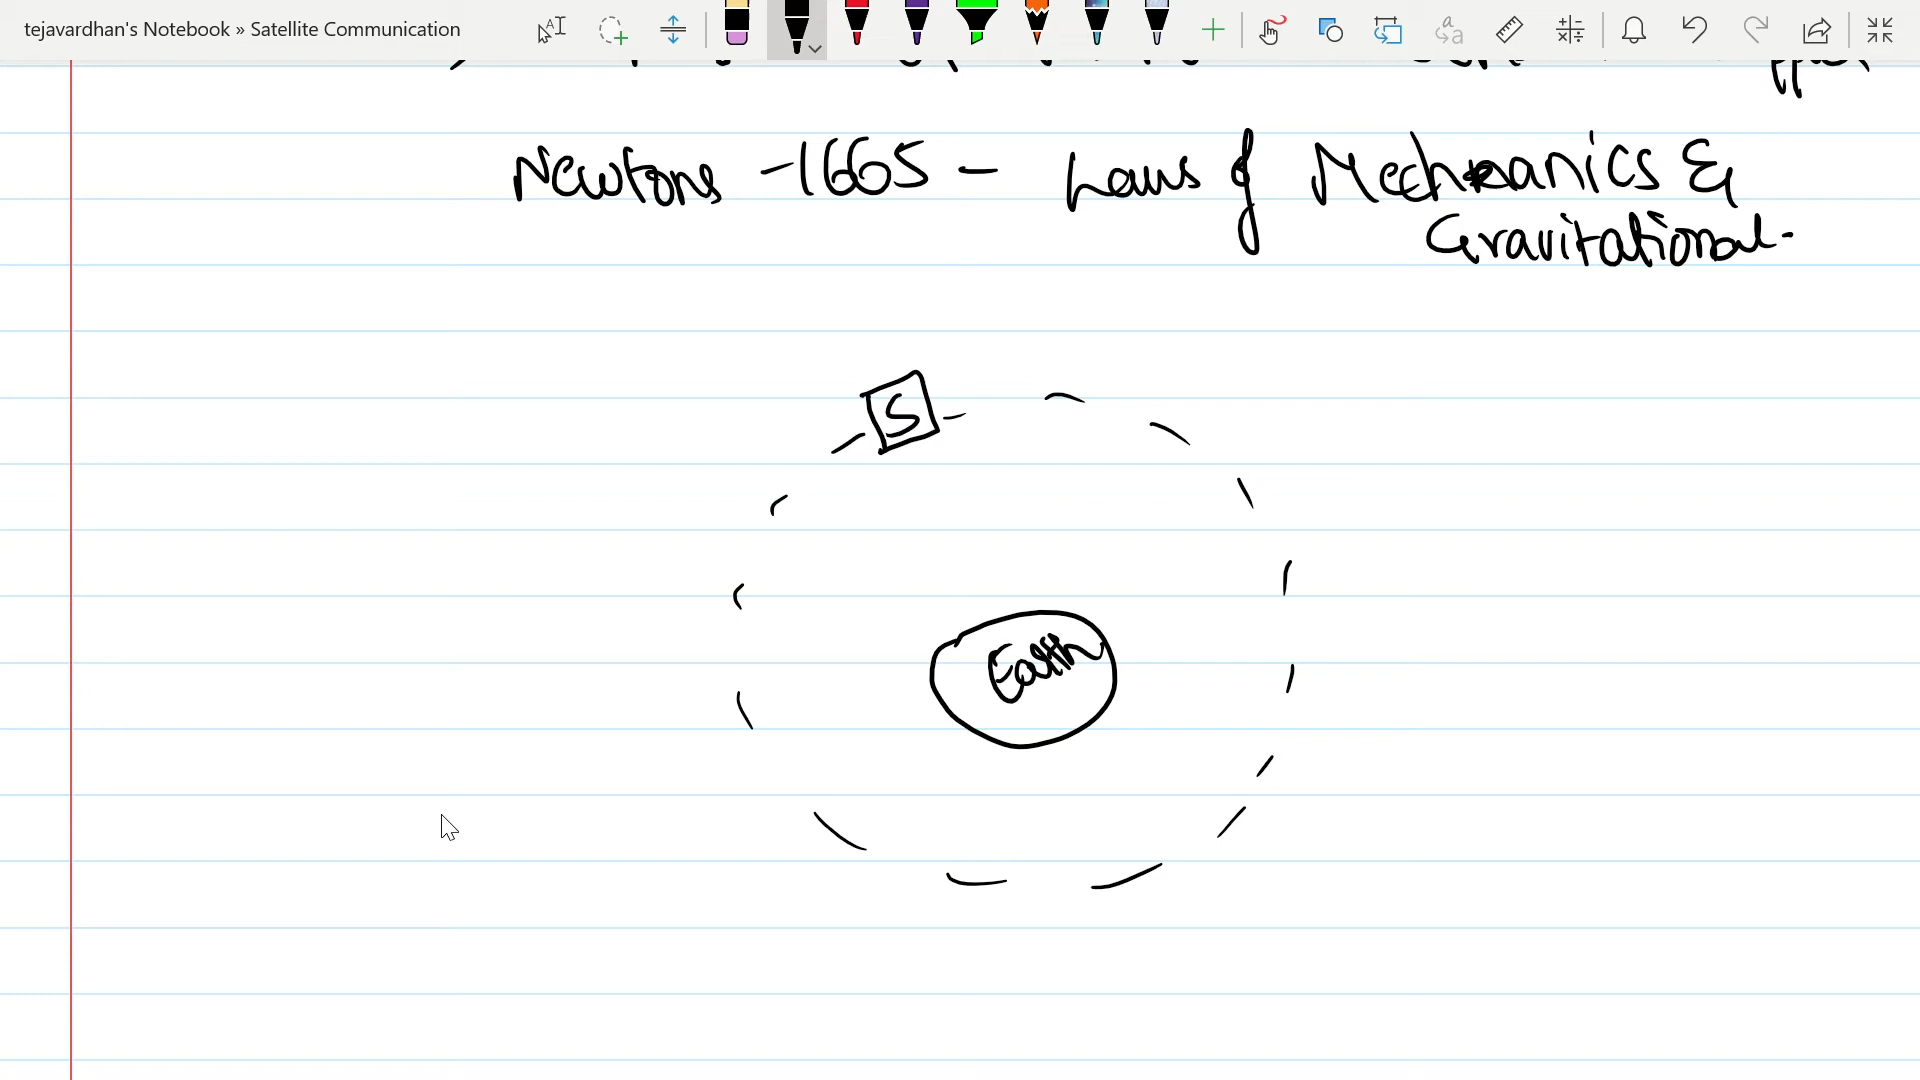 tejavardhan's Notebook » Satellite Communication
Newtons - 1665 - Laws of Mechanics &
Gravitational.
S
Earth